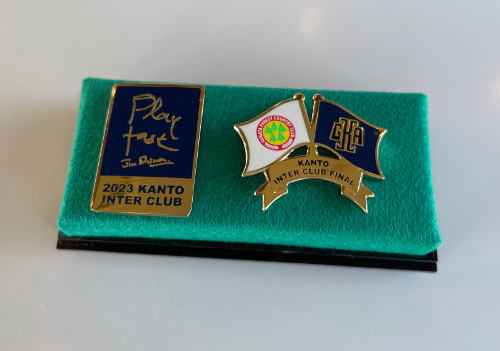 Play
fast
2023 KANTO
INTER CLUB
KANTO
INTER CLUB FINAL